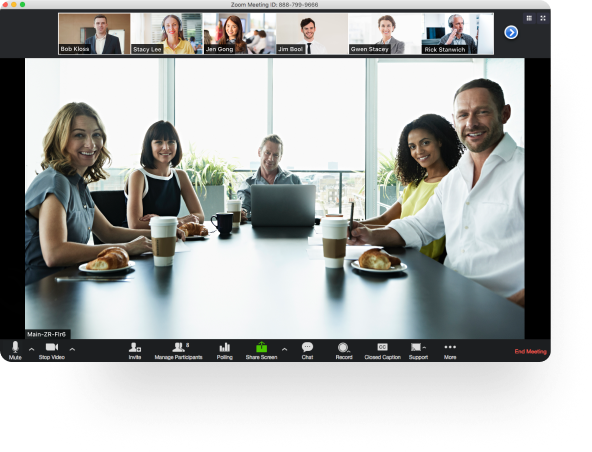 Zoom Meeting ID: 888-799-9666
Bob Kloss
Stacy Lee
Jen Gong
Jim Bool
Gwen Stacey
Rick Stanwich
Main-ZR-Flr6
Mute
Stop Video
Invite
8
Manage Participants
Polling
Share Screen
Chat
Record
CC
Closed Caption
Support
More
End Meeting